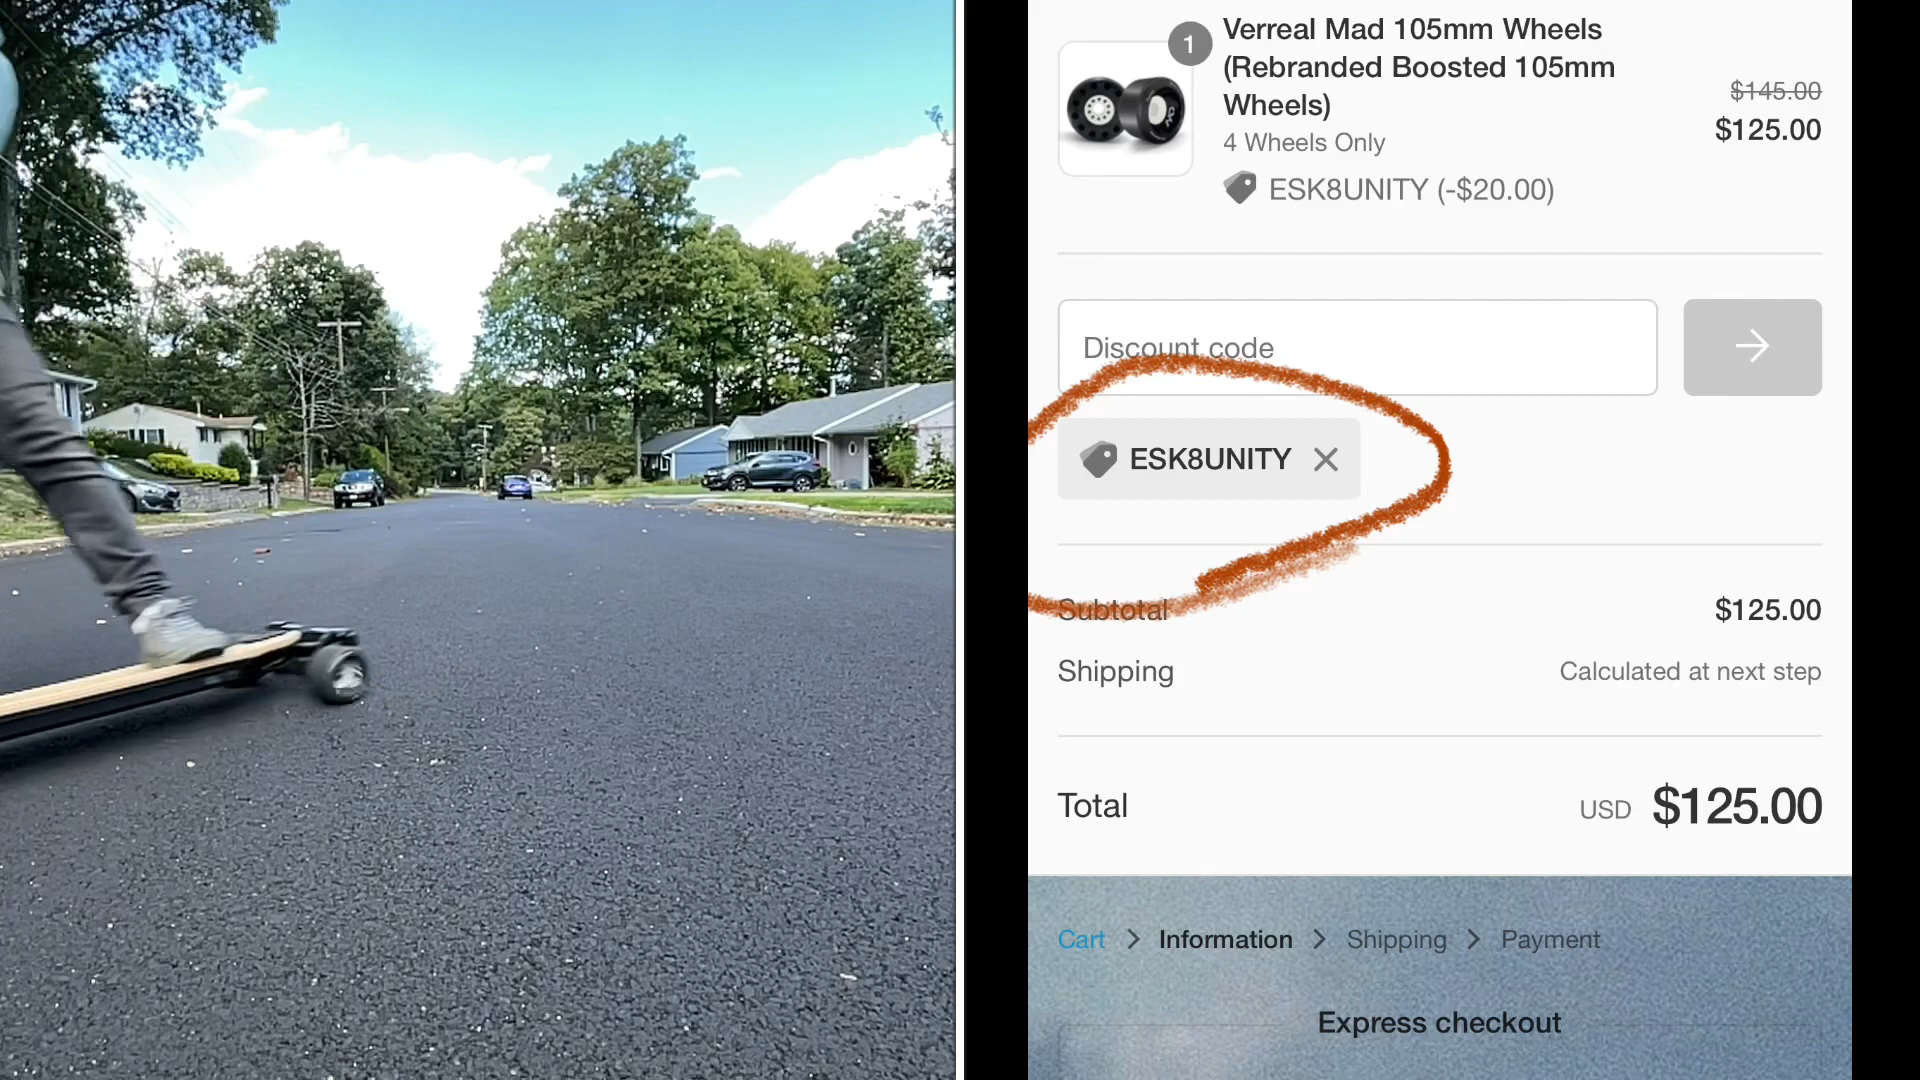 1
Verreal Mad 105mm Wheels
(Rebranded Boosted 105mm
Wheels)
4 Wheels Only
ESK8UNITY (-$20.00)
$145.00
$125.00
Discount code
ESK8UNITY
Subtotal
$125.00
Shipping
Calculated at next step
Total
USD $125.00
Cart > Information > Shipping > Payment
Express checkout